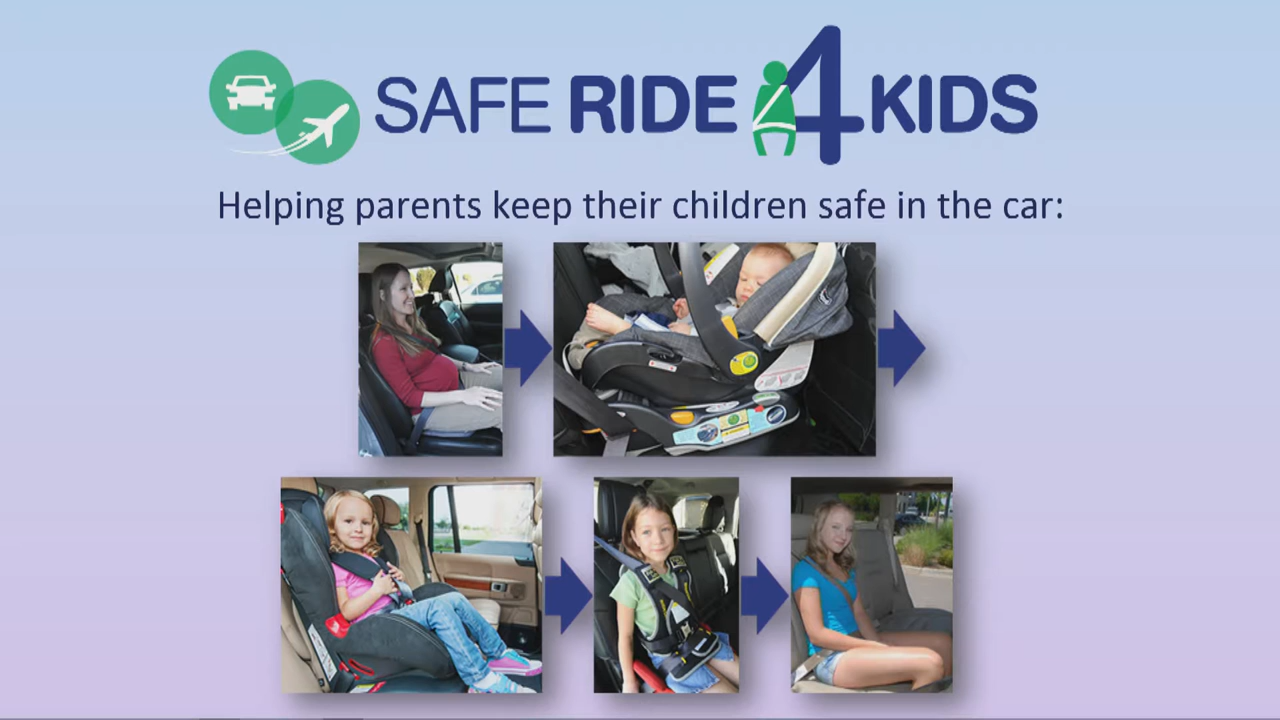 SAFE RIDE 4 KIDS
Helping parents keep their children safe in the car: